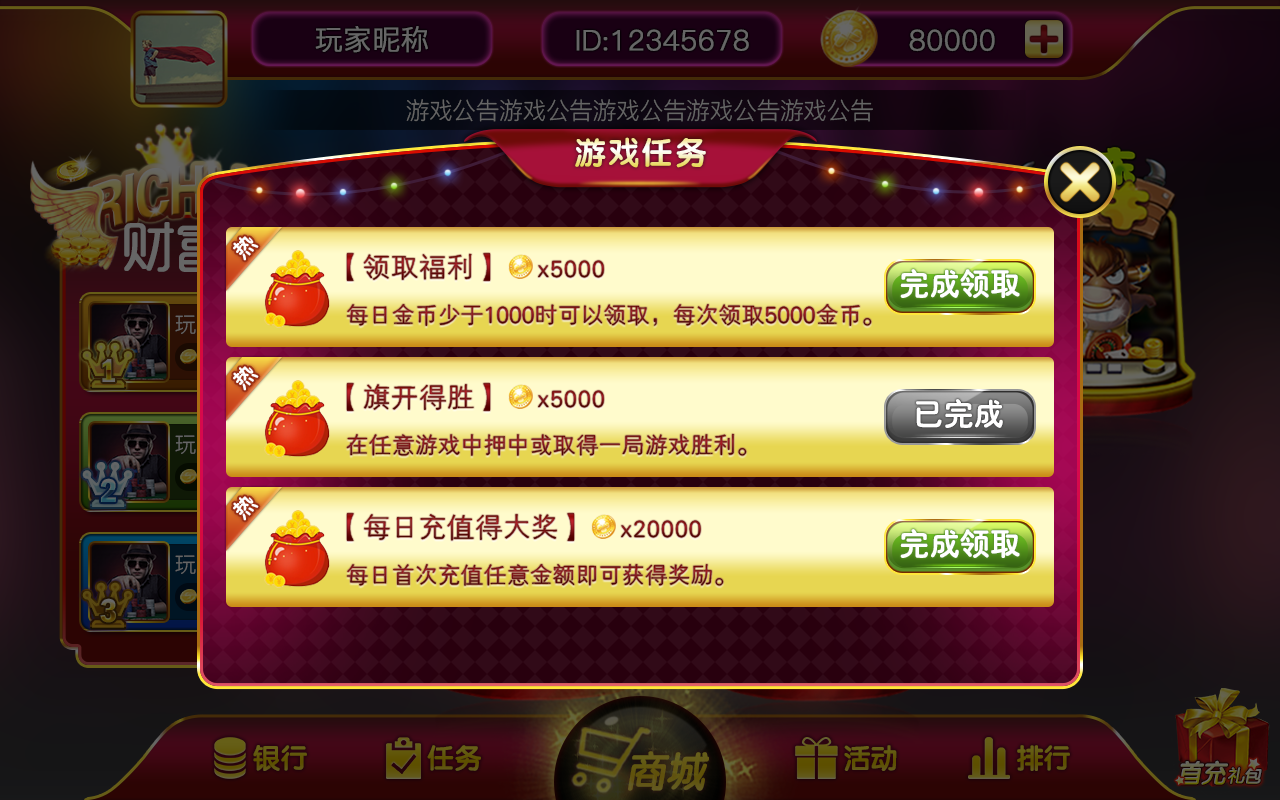 玩家昵称
ID:12345678
80000
游戏公告游戏公告游戏公告游戏公告游戏公告
游戏任务
RICH
财富
热
【领取福利】 x5000
每日金币少于1000时可以领取，每次领取5000金币。
完成领取
热
【旗开得胜】 x5000
在任意游戏中押中或取得一局游戏胜利。
已完成
热
【每日充值得大奖】 x20000
每日首次充值任意金额即可获得奖励。
完成领取
1
玩
2
玩
3
玩
银行
任务
商城
活动
排行
首充礼包